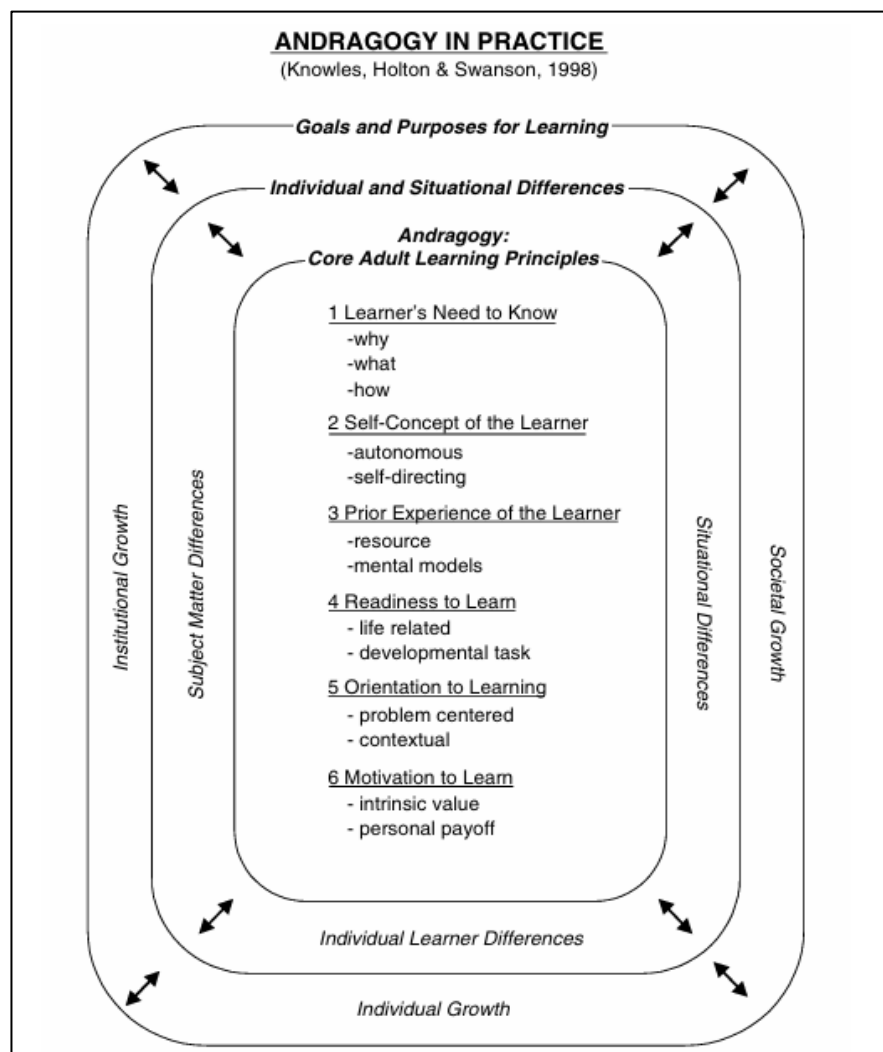 ANDRAGOGY IN PRACTICE
(Knowles, Holton & Swanson, 1998)
Goals and Purposes for Learning
Individual and Situational Differences
Andragogy:
Core Adult Learning Principles
1 Learner's Need to Know
-why
-what
-how
2 Self-Concept of the Learner
-autonomous
-self-directing
3 Prior Experience of the Learner
-resource
-mental models
4 Readiness to Learn
- life related
- developmental task
5 Orientation to Learning
- problem centered
- contextual
6 Motivation to Learn
- intrinsic value
- personal payoff
Institutional Growth
Subject Matter Differences
Situational Differences
Societal Growth
Individual Learner Differences
Individual Growth